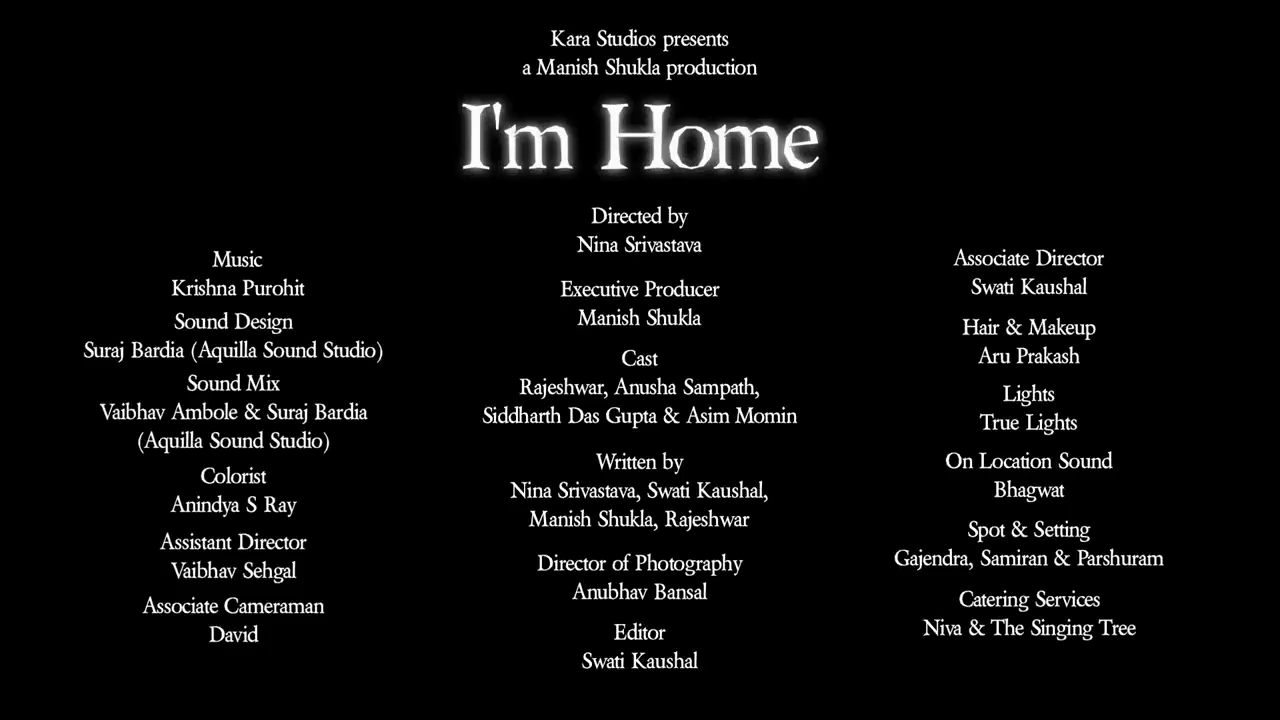 Kara Studios presents
a Manish Shukla production
I'm Home
Music
Krishna Purohit
Sound Design
Suraj Bardia (Aquilla Sound Studio)
Sound Mix
Vaibhav Ambole & Suraj Bardia
(Aquilla Sound Studio)
Colorist
Anindya S Ray
Assistant Director
Vaibhav Sehgal
Associate Cameraman
David
Directed by
Nina Srivastava
Executive Producer
Manish Shukla
Cast
Rajeshwar, Anusha Sampath,
Siddharth Das Gupta & Asim Momin
Written by
Nina Srivastava, Swati Kaushal,
Manish Shukla, Rajeshwar
Director of Photography
Anubhav Bansal
Editor
Swati Kaushal
Associate Director
Swati Kaushal
Hair & Makeup
Aru Prakash
Lights
True Lights
On Location Sound
Bhagwat
Spot & Setting
Gajendra, Samiran & Parshuram
Catering Services
Niva & The Singing Tree